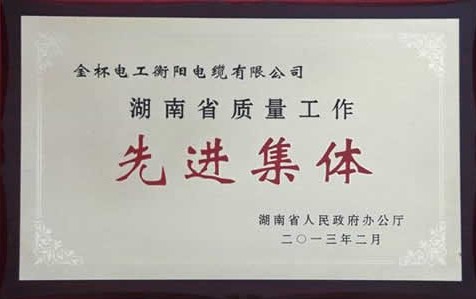 金杯电工衡阳电缆有限公司
湖南省质量工作
先进集体
湖南省人民政府办公厅
二〇一三年二月